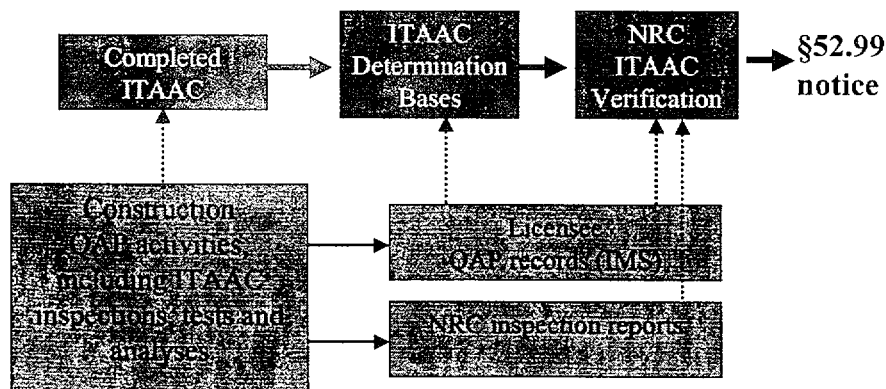 Completed
ITAAC
ITAAC
Determination
Bases
NRC
ITAAC
Verification
§52.99
notice
Construction
QAP activities,
including ITAAC
inspections, tests and
analyses
Licensee
QAP records (IMS)
NRC inspection reports